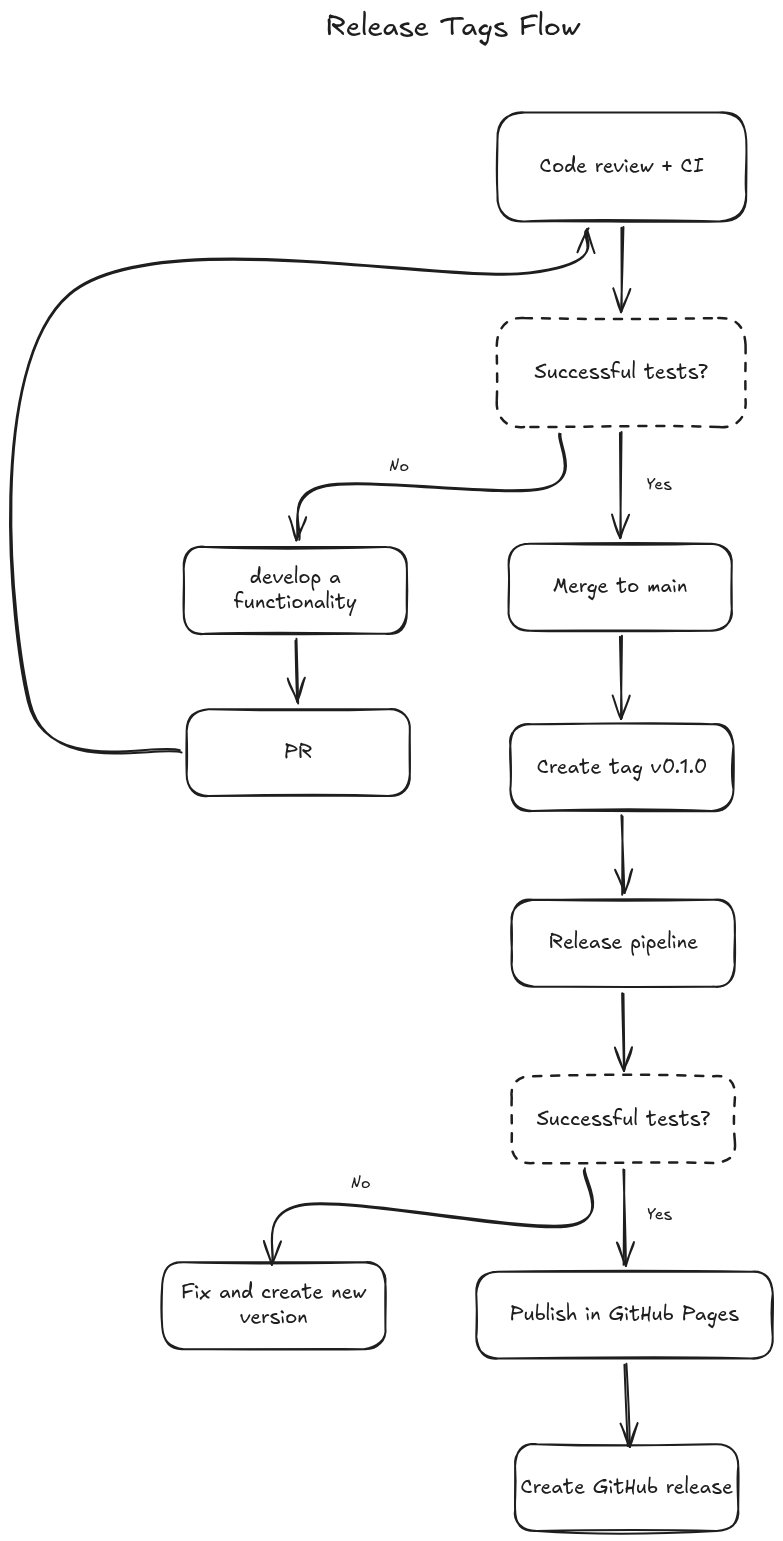 Release Tags Flow
Code review + CI
Successful tests?
No
Yes
develop a
functionality
Merge to main
PR
Create tag v0.1.0
Release pipeline
Successful tests?
No
Yes
Fix and create new
version
Publish in GitHub Pages
Create GitHub release